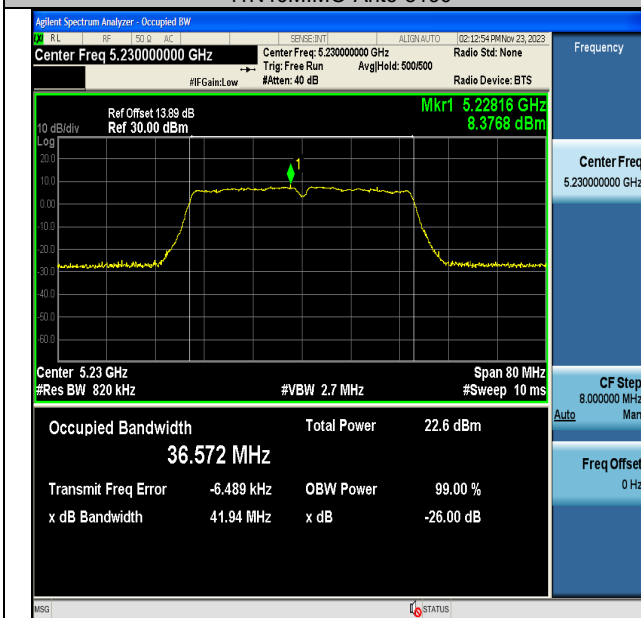 Agilent Spectrum Analyzer - Occupied BW
RL RF 50 Ω AC SENSE:INT ALIGN AUTO 02:12:54 PM Nov 23, 2023
Center Freq 5.230000000 GHz
Center Freq: 5.230000000 GHz
Radio Std: None
Trig: Free Run Avg|Hold: 500/500
#IFGain:Low #Atten: 40 dB Radio Device: BTS
Ref Offset 13.89 dB
10 dB/div Ref 30.00 dBm
Mkr1 5.22816 GHz
8.3768 dBm
Log
20.0
10.0
0.00
-10.0
-20.0
-30.0
-40.0
-50.0
-60.0
1
Center 5.23 GHz Span 80 MHz
#Res BW 820 kHz #VBW 2.7 MHz #Sweep 10 ms
Occupied Bandwidth Total Power 22.6 dBm
36.572 MHz
Transmit Freq Error -6.489 kHz OBW Power 99.00 %
x dB Bandwidth 41.94 MHz x dB -26.00 dB
MSG STATUS
Frequency
Center Freq
5.230000000 GHz
CF Step
8.000000 MHz
Auto Man
Freq Offset
0 Hz